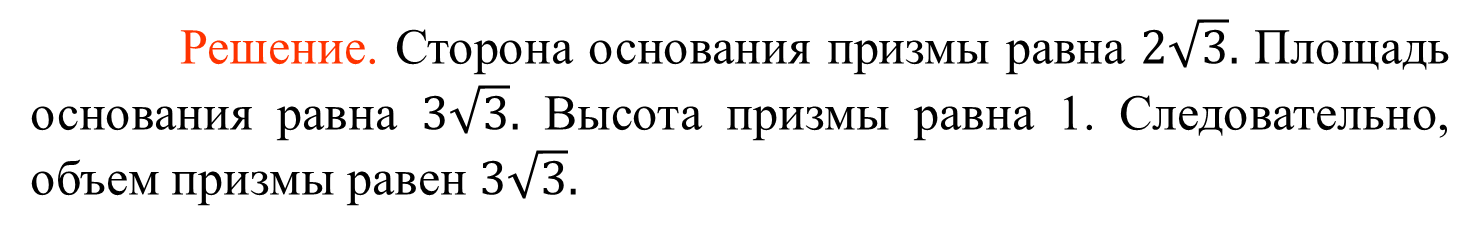 Решение. Сторона основания призмы равна 2√3. Площадь
основания равна 3√3. Высота призмы равна 1. Следовательно,
объем призмы равен 3√3.